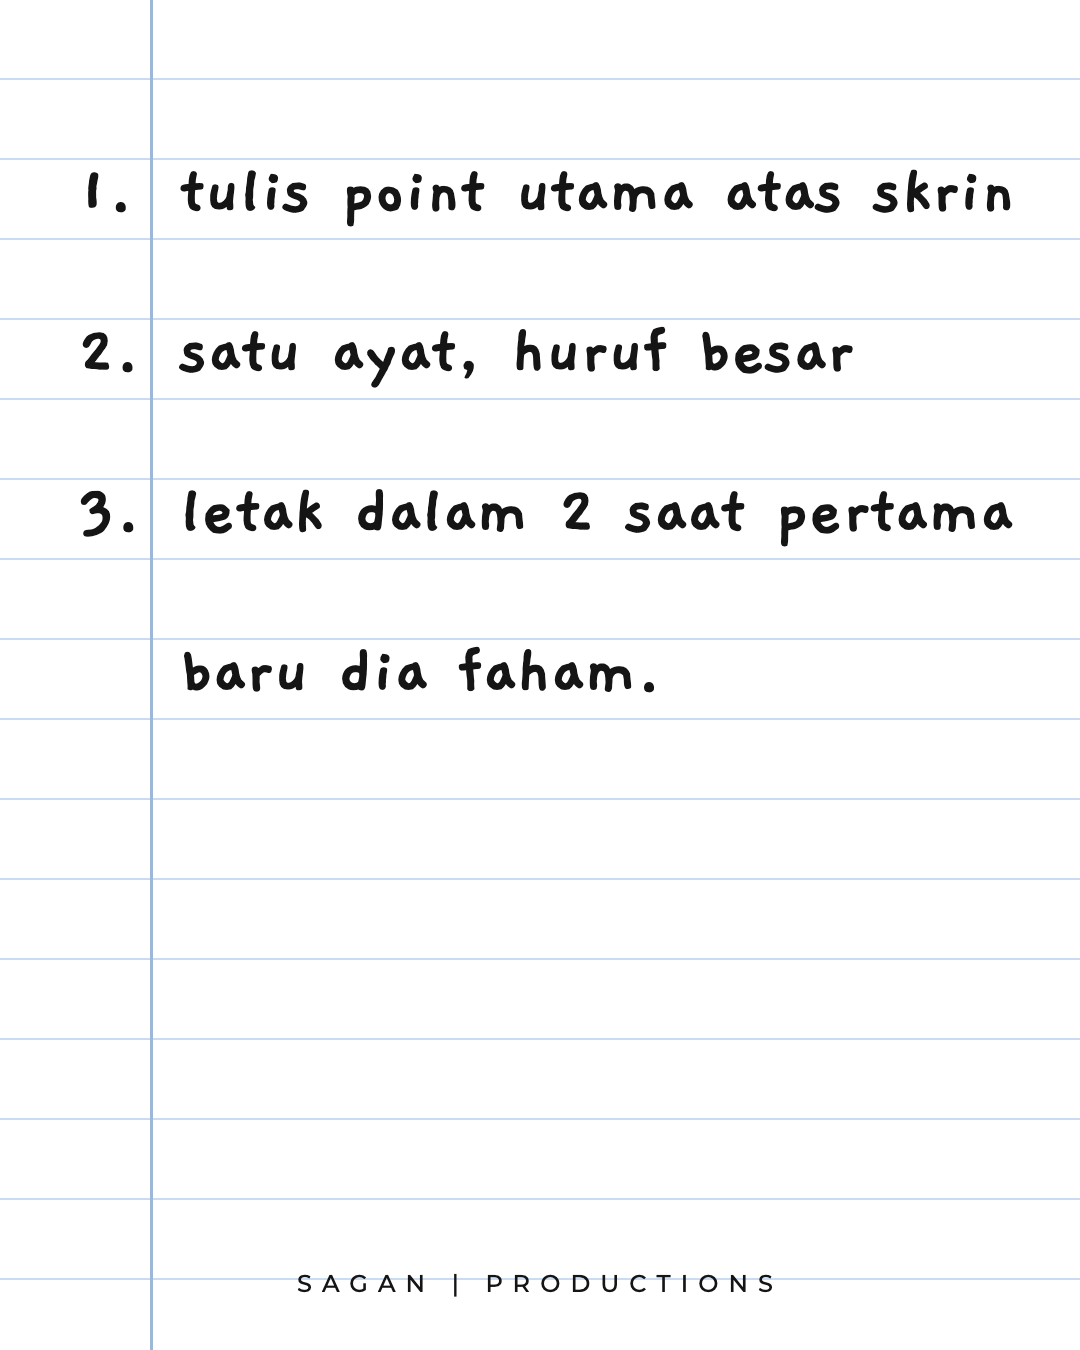 1. tulis point utama atas skrin
2. satu ayat, huruf besar
3. letak dalam 2 saat pertama
baru dia faham.
SAGAN | PRODUCTIONS